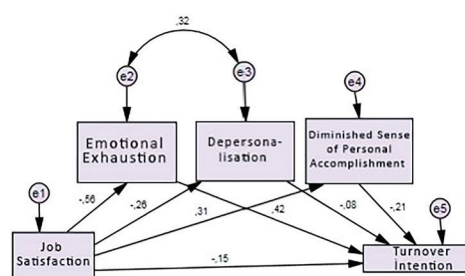 ,32
e2
e3
e4
Emotional
Exhaustion
Depersona-
lisation
Diminished Sense
of Personal
Accomplishment
e1
-,56
-,26
,31
,42
-,08
-,21
e5
Job
Satisfaction
-,15
Turnover
intention